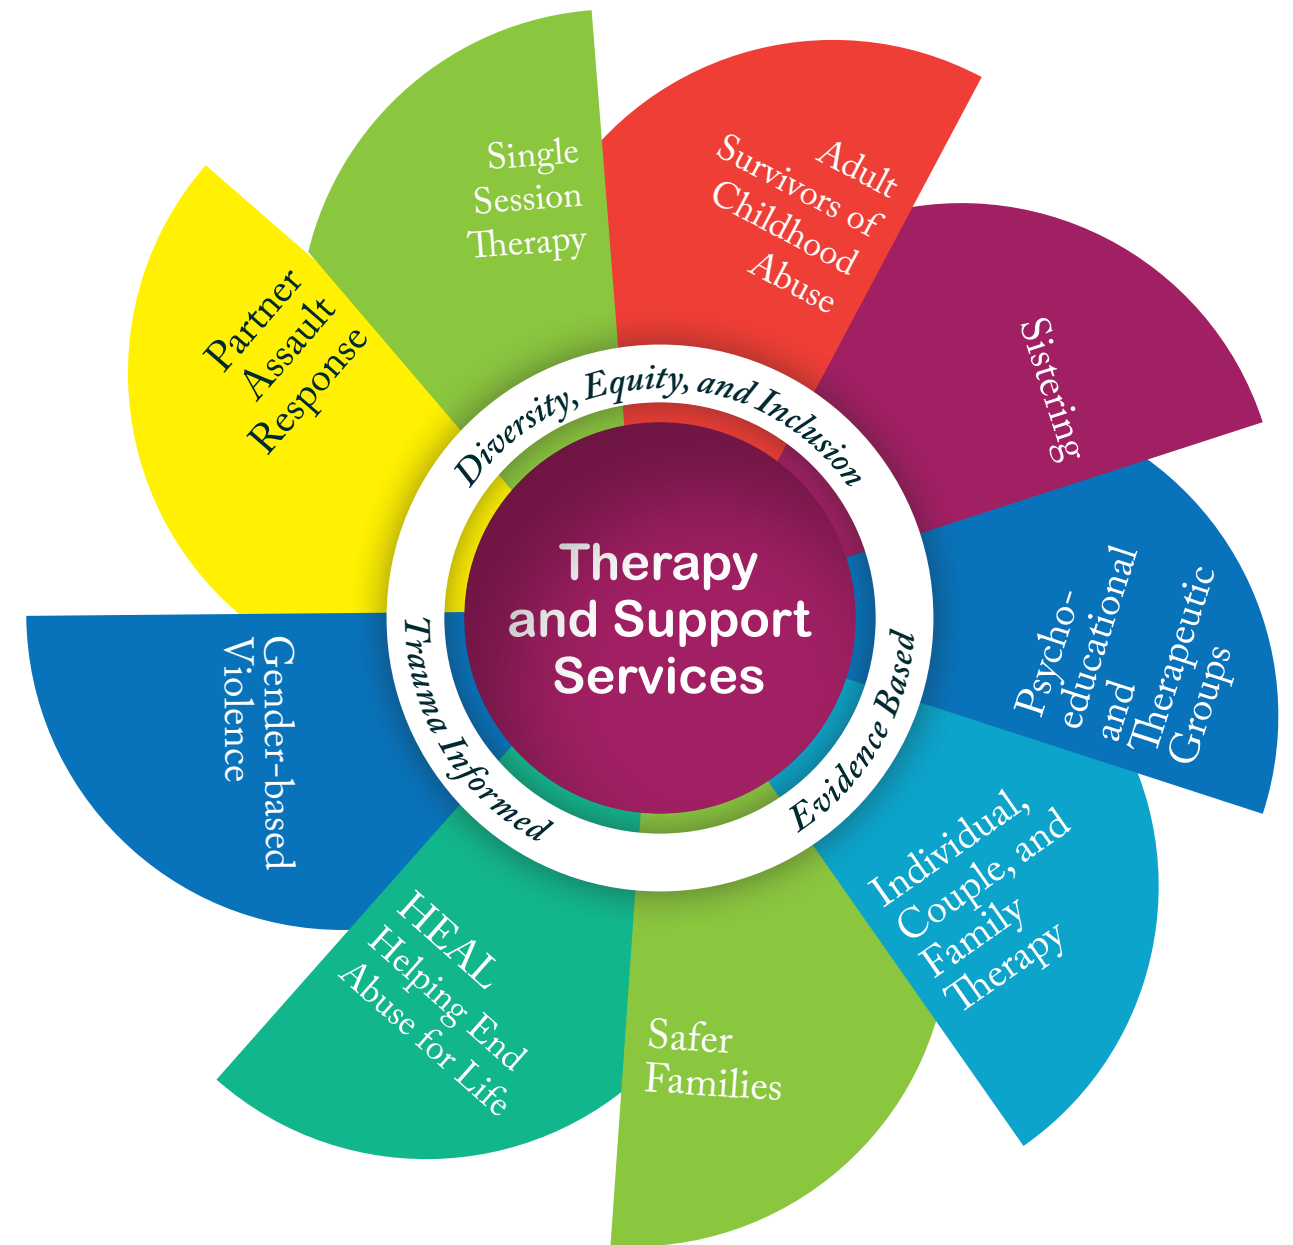 Therapy
and Support
Services
Diversity, Equity, and Inclusion
Evidence Based
Trauma Informed
Single
Session
Therapy
Adult
Survivors of
Childhood
Abuse
Sistering
Psycho-
educational
and
Therapeutic
Groups
Individual,
Couple, and
Family
Therapy
Safer
Families
HEAL
Helping End
Abuse for Life
Gender-based
Violence
Partner
Assault
Response